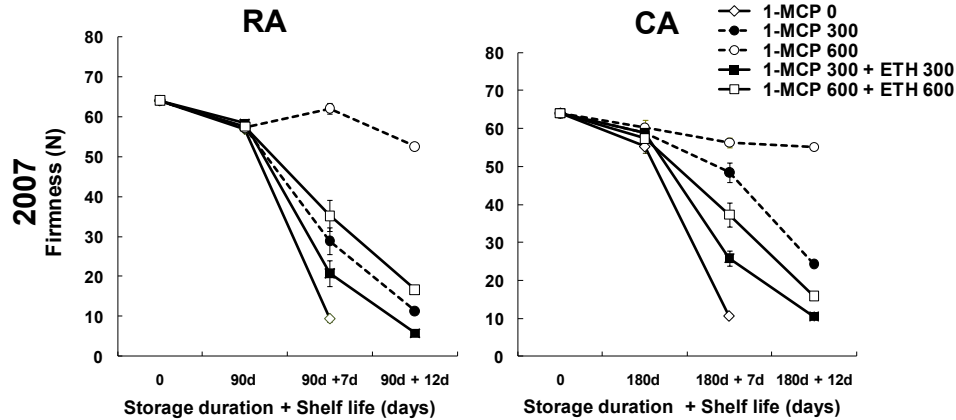 RA
CA
1-MCP 0
1-MCP 300
1-MCP 600
1-MCP 300 + ETH 300
1-MCP 600 + ETH 600
2007
Firmness (N)
80
70
60
50
40
30
20
10
0
0
90d
90d +7d
90d + 12d
Storage duration + Shelf life (days)
80
70
60
50
40
30
20
10
0
0
180d
180d + 7d
180d + 12d
Storage duration + Shelf life (days)